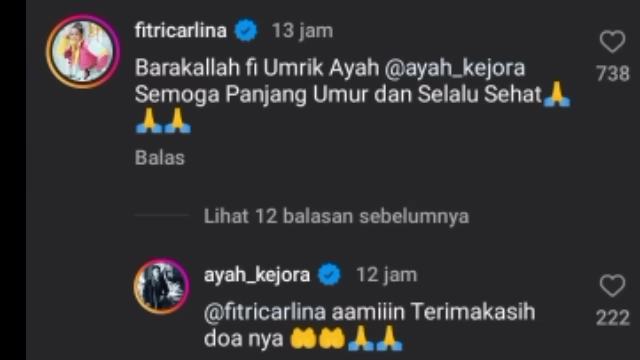 fitricarlina 13 jam
Barakallah fi Umrik Ayah @ayah_kejora
Semoga Panjang Umur dan Selalu Sehat🙏
🙏🙏
738
Balas
Lihat 12 balasan sebelumnya
ayah_kejora 12 jam
@fitricarlina aamiiin Terimakasih
doa nya 🤲🤲🙏🙏
222